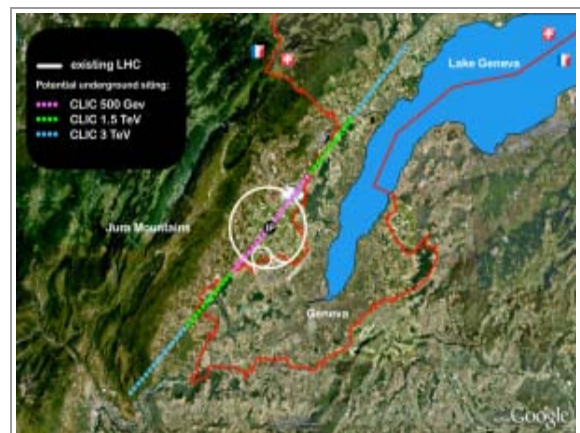 existing LHC
Potential underground siting:
CLIC 500 Gev
CLIC 1.5 TeV
CLIC 3 TeV
Lake Geneva
Jura Mountains
IP
Geneva
Google